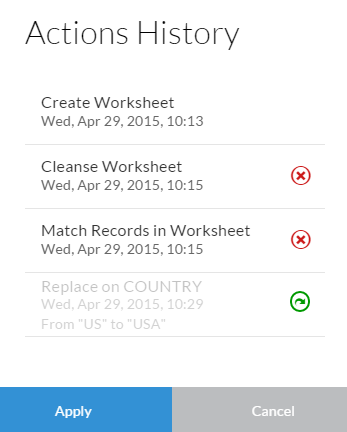 Actions History
Create Worksheet
Wed, Apr 29, 2015, 10:13
Cleanse Worksheet
Wed, Apr 29, 2015, 10:15
Match Records in Worksheet
Wed, Apr 29, 2015, 10:15
Replace on COUNTRY
Wed, Apr 29, 2015, 10:29
From "US" to "USA"
Apply
Cancel